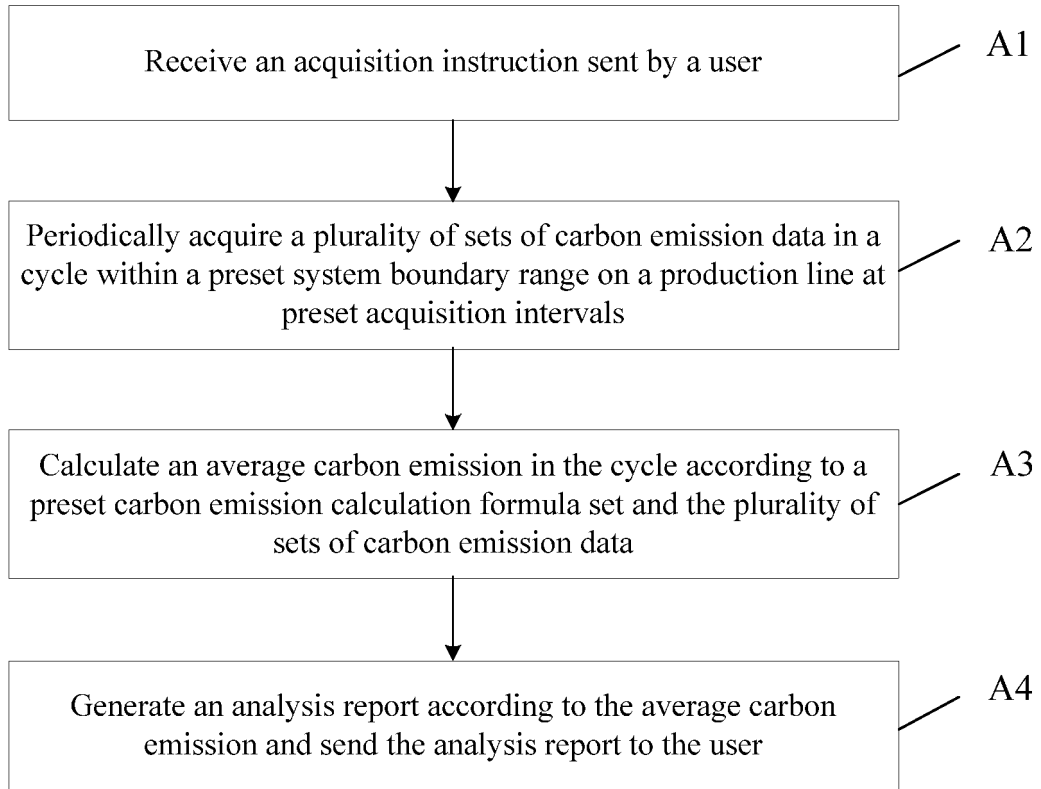 Receive an acquisition instruction sent by a user
A1
Periodically acquire a plurality of sets of carbon emission data in a
cycle within a preset system boundary range on a production line at
preset acquisition intervals
A2
Calculate an average carbon emission in the cycle according to a
preset carbon emission calculation formula set and the plurality of
sets of carbon emission data
A3
Generate an analysis report according to the average carbon
emission and send the analysis report to the user
A4